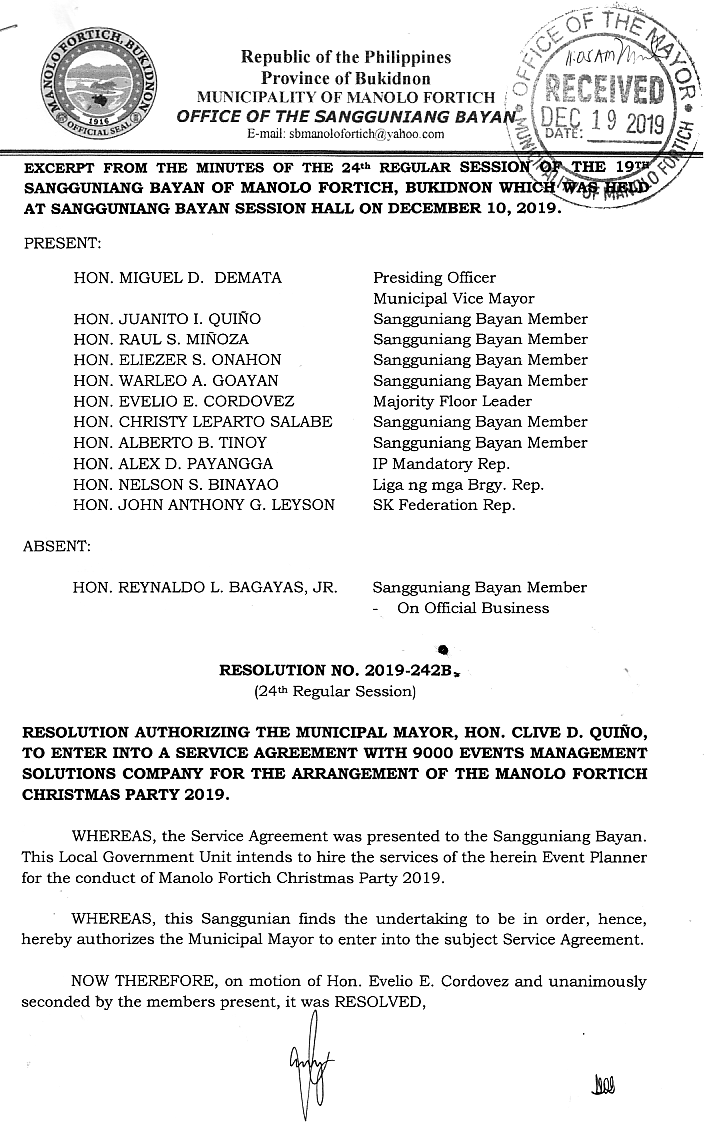 MANOLO FORTICH, BUKIDNON
1916
OFFICIAL SEAL
Republic of the Philippines
Province of Bukidnon
MUNICIPALITY OF MANOLO FORTICH
OFFICE OF THE SANGGUNIANG BAYAN
E-mail: sbmanolofortich@yahoo.com
OFFICE OF THE MAYOR
RECEIVED
DEC 19 2019
DATE:
MUNICIPALITY OF MANOLO FORTICH
EXCERPT FROM THE MINUTES OF THE 24th REGULAR SESSION OF THE 19TH
SANGGUNIANG BAYAN OF MANOLO FORTICH, BUKIDNON WHICH WAS HELD
AT SANGGUNIANG BAYAN SESSION HALL ON DECEMBER 10, 2019.
PRESENT:
HON. MIGUEL D. DEMATA Presiding Officer
Municipal Vice Mayor
HON. JUANITO I. QUIÑO Sangguniang Bayan Member
HON. RAUL S. MIÑOZA Sangguniang Bayan Member
HON. ELIEZER S. ONAHON Sangguniang Bayan Member
HON. WARLEO A. GOAYAN Sangguniang Bayan Member
HON. EVELIO E. CORDOVEZ Majority Floor Leader
HON. CHRISTY LEPARTO SALABE Sangguniang Bayan Member
HON. ALBERTO B. TINOY Sangguniang Bayan Member
HON. ALEX D. PAYANGGA IP Mandatory Rep.
HON. NELSON S. BINAYAO Liga ng mga Brgy. Rep.
HON. JOHN ANTHONY G. LEYSON SK Federation Rep.
ABSENT:
HON. REYNALDO L. BAGAYAS, JR. Sangguniang Bayan Member
- On Official Business
RESOLUTION NO. 2019-242B.
(24th Regular Session)
RESOLUTION AUTHORIZING THE MUNICIPAL MAYOR, HON. CLIVE D. QUIÑO,
TO ENTER INTO A SERVICE AGREEMENT WITH 9000 EVENTS MANAGEMENT
SOLUTIONS COMPANY FOR THE ARRANGEMENT OF THE MANOLO FORTICH
CHRISTMAS PARTY 2019.
WHEREAS, the Service Agreement was presented to the Sangguniang Bayan.
This Local Government Unit intends to hire the services of the herein Event Planner
for the conduct of Manolo Fortich Christmas Party 2019.
WHEREAS, this Sanggunian finds the undertaking to be in order, hence,
hereby authorizes the Municipal Mayor to enter into the subject Service Agreement.
NOW THEREFORE, on motion of Hon. Evelio E. Cordovez and unanimously
seconded by the members present, it was RESOLVED,